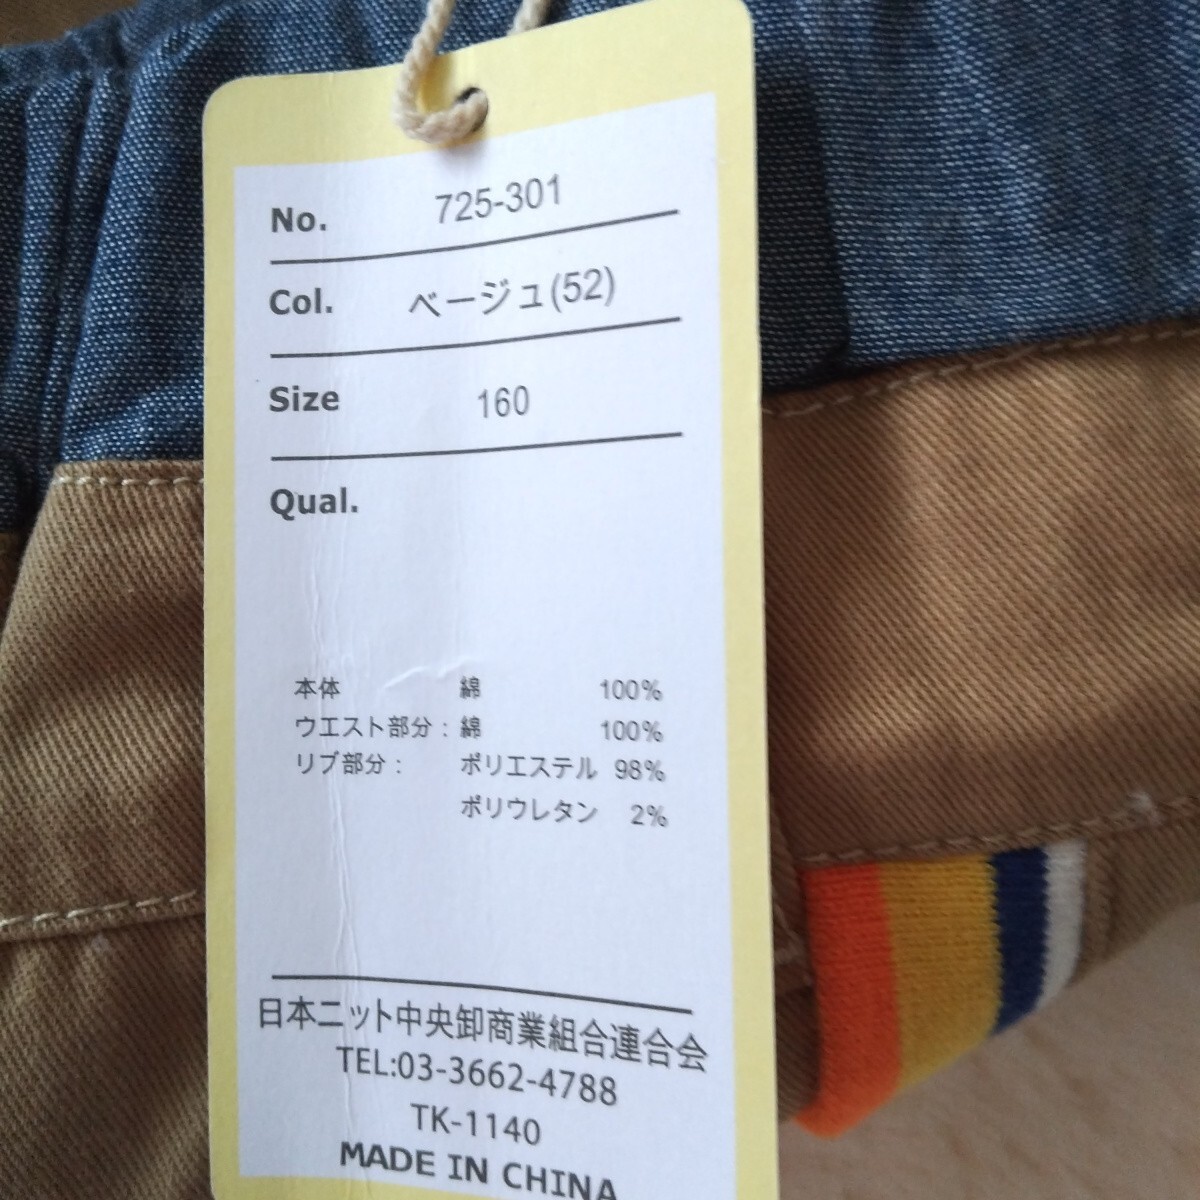 No. 725-301
Col. ベージュ(52)
Size 160
Qual.
本体 綿 100%
ウエスト部分: 綿 100%
リブ部分: ポリエステル 98%
ポリウレタン 2%
日本ニット中央卸商業組合連合会
TEL:03-3662-4788
TK-1140
MADE IN CHINA